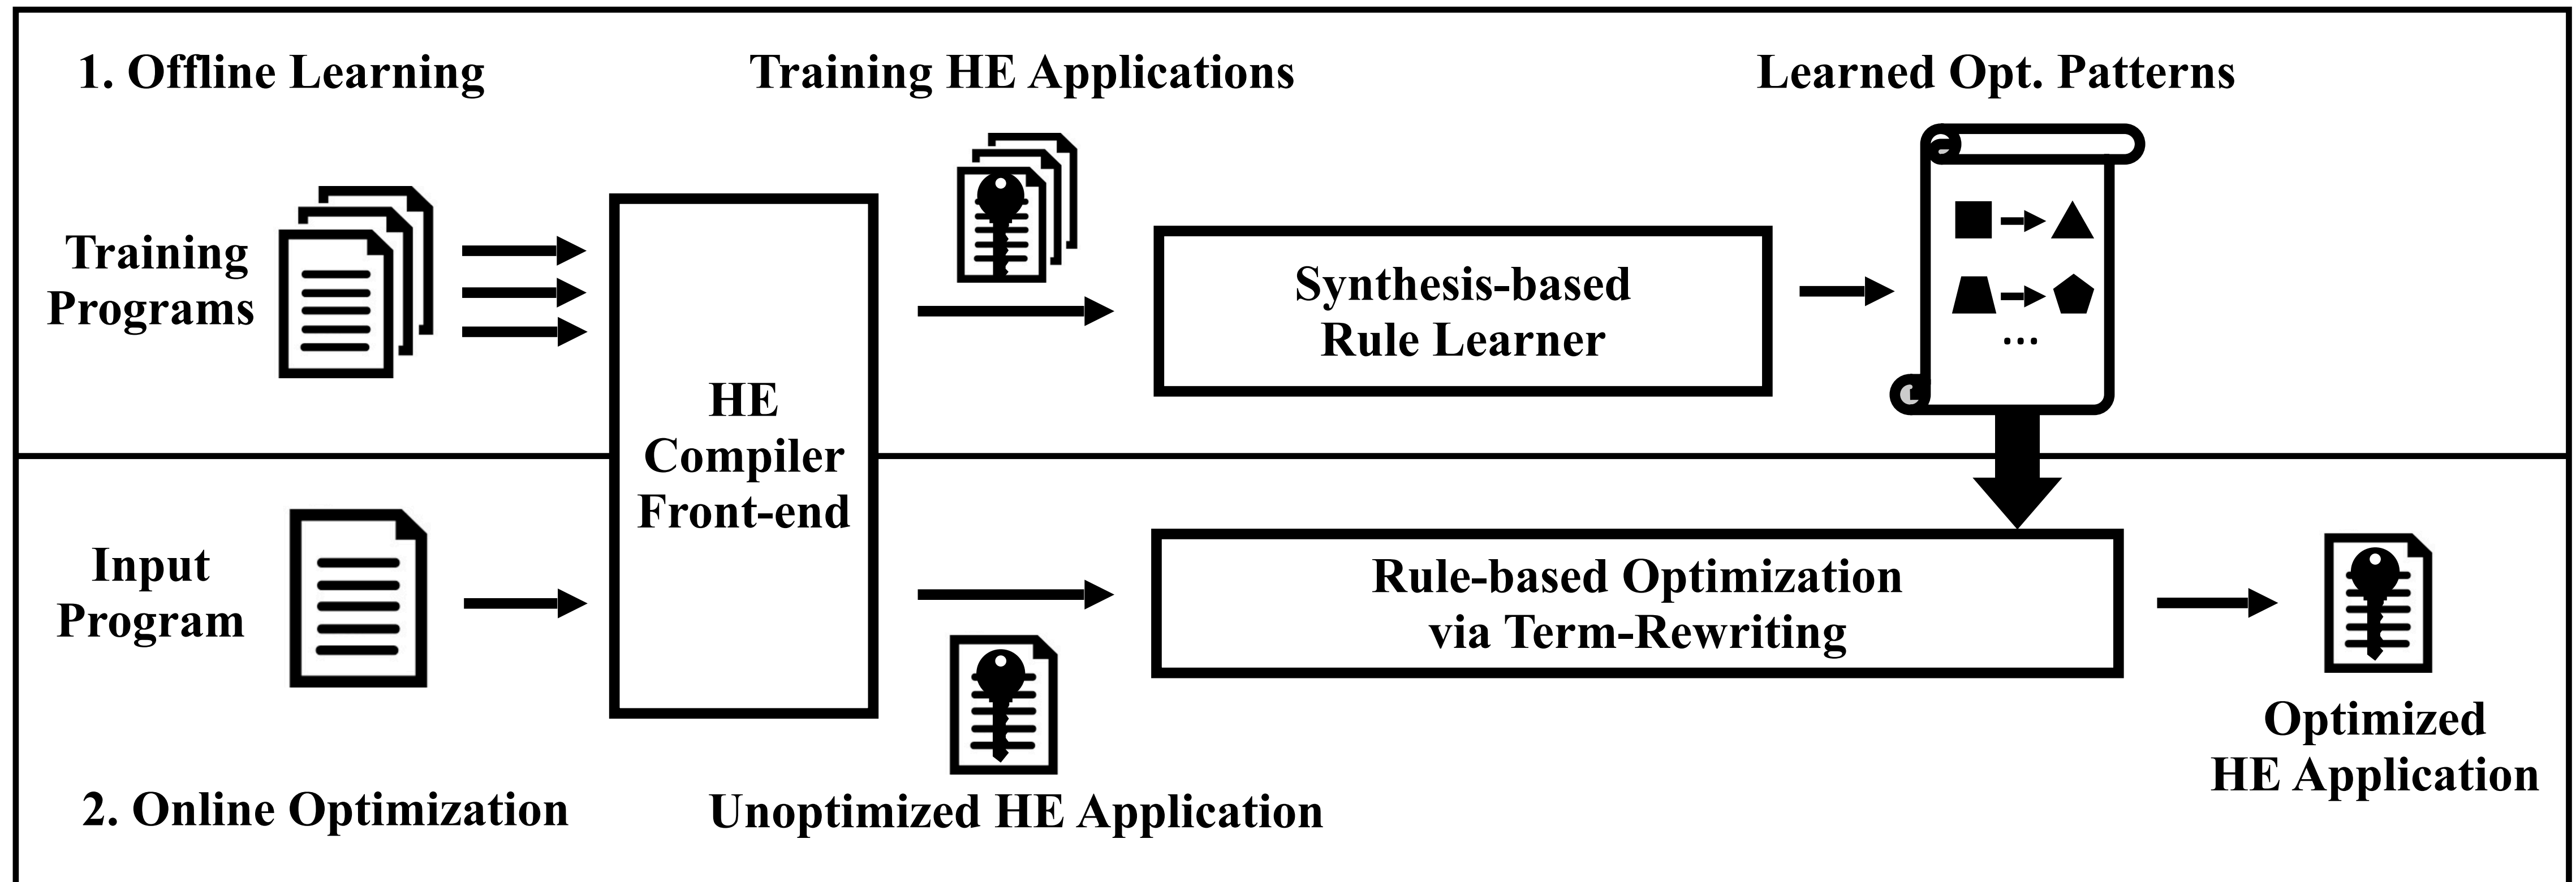 1. Offline Learning
Training HE Applications
Learned Opt. Patterns
Training
Programs
Synthesis-based
Rule Learner
...
HE
Compiler
Front-end
Input
Program
Rule-based Optimization
via Term-Rewriting
Optimized
HE Application
2. Online Optimization
Unoptimized HE Application